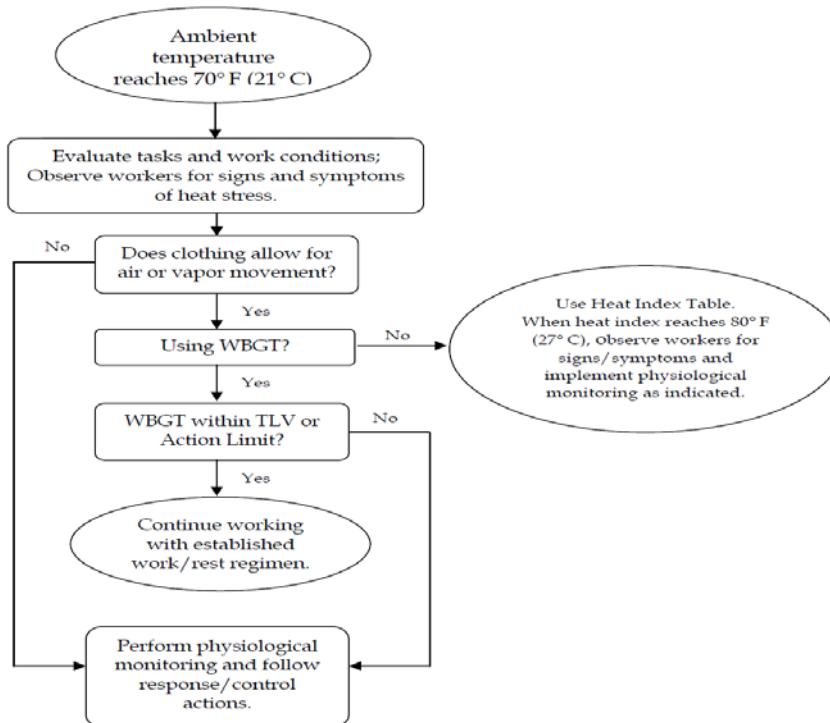 Ambient
temperature
reaches 70° F (21° C)
Evaluate tasks and work conditions;
Observe workers for signs and symptoms
of heat stress.
No
Does clothing allow for
air or vapor movement?
Yes
Using WBGT?
No
Use Heat Index Table.
When heat index reaches 80° F
(27° C), Observe workers for
signs/symptoms and
implement physiological
monitoring as indicated.
Yes
WBGT within TLV or
Action Limit?
No
Yes
Continue working
with established
work/rest regimen.
Perform physiological
monitoring and follow
response/control
actions.